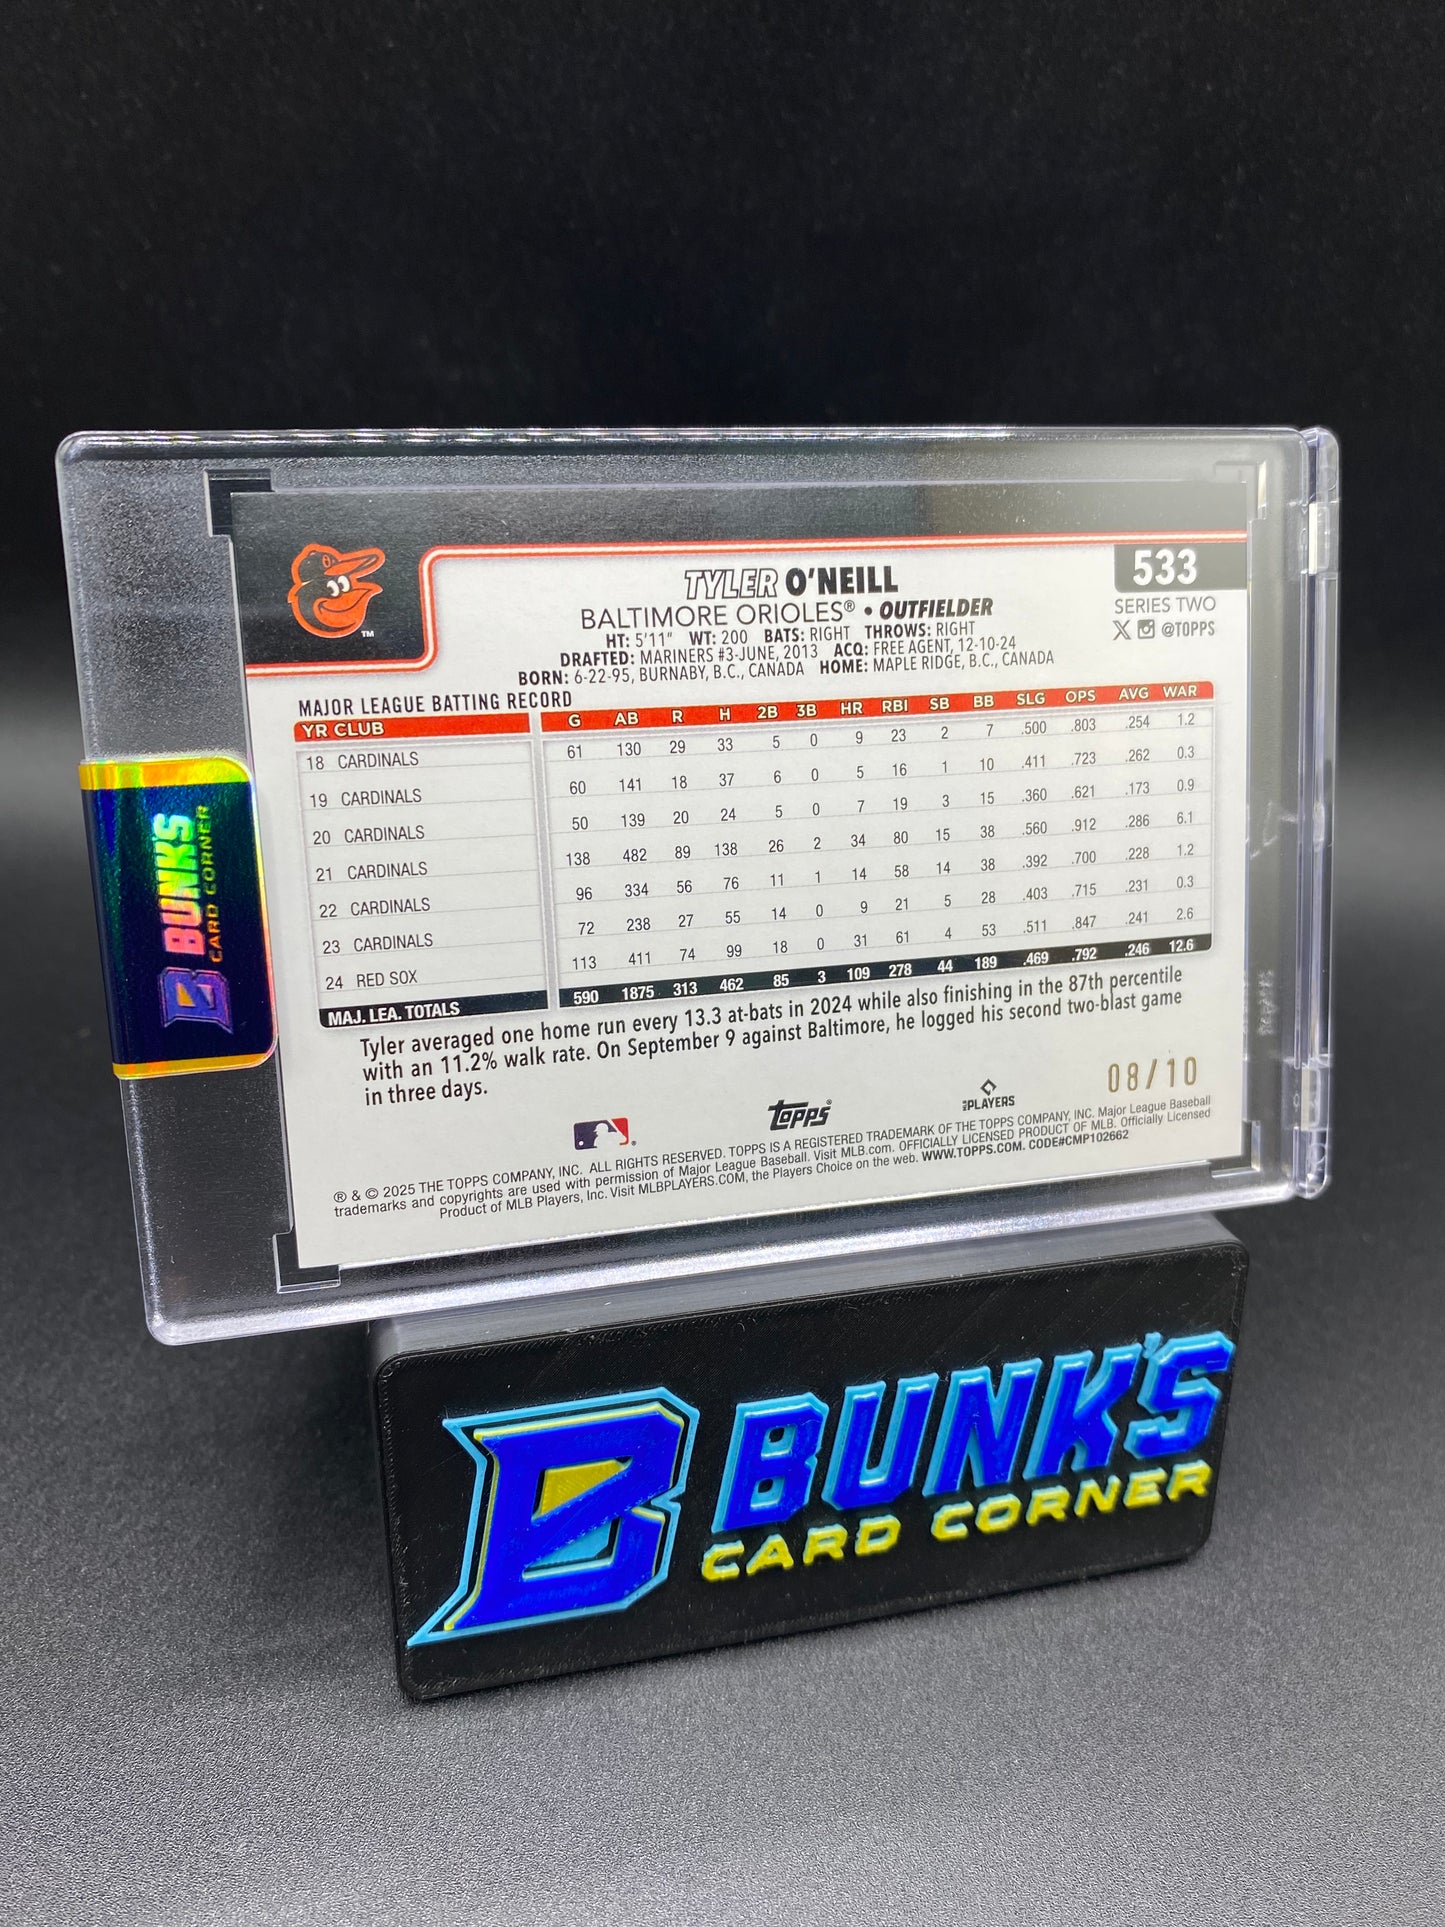 533
SERIES TWO
X @TOPPS
TYLER O'NEILL
BALTIMORE ORIOLES® • OUTFIELDER
HT: 5'11" WT: 200 BATS: RIGHT THROWS: RIGHT
DRAFTED: MARINERS #3-JUNE, 2013 ACQ: FREE AGENT, 12-10-24
BORN: 6-22-95, BURNABY, B.C., CANADA HOME: MAPLE RIDGE, B.C., CANADA
TM
MAJOR LEAGUE BATTING RECORD
YR CLUB G AB R H 2B 3B HR RBI SB BB SLG OPS AVG WAR
18 CARDINALS 61 130 29 33 5 0 9 23 2 7 .500 .803 .254 1.2
19 CARDINALS 60 141 18 37 6 0 5 16 1 10 .411 .723 .262 0.3
20 CARDINALS 50 139 20 24 5 0 7 19 3 15 .360 .621 .173 0.9
21 CARDINALS 138 482 89 138 26 2 34 80 15 38 .560 .912 .286 6.1
22 CARDINALS 96 334 56 76 11 1 14 58 14 38 .392 .700 .228 1.2
23 CARDINALS 72 238 27 55 14 0 9 21 5 28 .403 .715 .231 0.3
24 RED SOX 113 411 74 99 18 0 31 61 4 53 .511 .847 .241 2.6
MAJ. LEA. TOTALS 590 1875 313 462 85 3 109 278 44 189 .469 .792 .246 12.6
Tyler averaged one home run every 13.3 at-bats in 2024 while also finishing in the 87th percentile
with an 11.2% walk rate. On September 9 against Baltimore, he logged his second two-blast game
in three days.
08/10
TOPPS®
MLB PLAYERS
® & © 2025 THE TOPPS COMPANY, INC. ALL RIGHTS RESERVED. TOPPS IS A REGISTERED TRADEMARK OF THE TOPPS COMPANY, INC. Major League Baseball
trademarks and copyrights are used with permission of Major League Baseball. Visit MLB.com. OFFICIALLY LICENSED PRODUCT OF MLB. Officially Licensed
Product of MLB Players, Inc. Visit MLBPLAYERS.COM, the Players Choice on the web. WWW.TOPPS.COM. CODE#CMP102662
B BUNKS
CARD CORNER
B BUNK'S
CARD CORNER